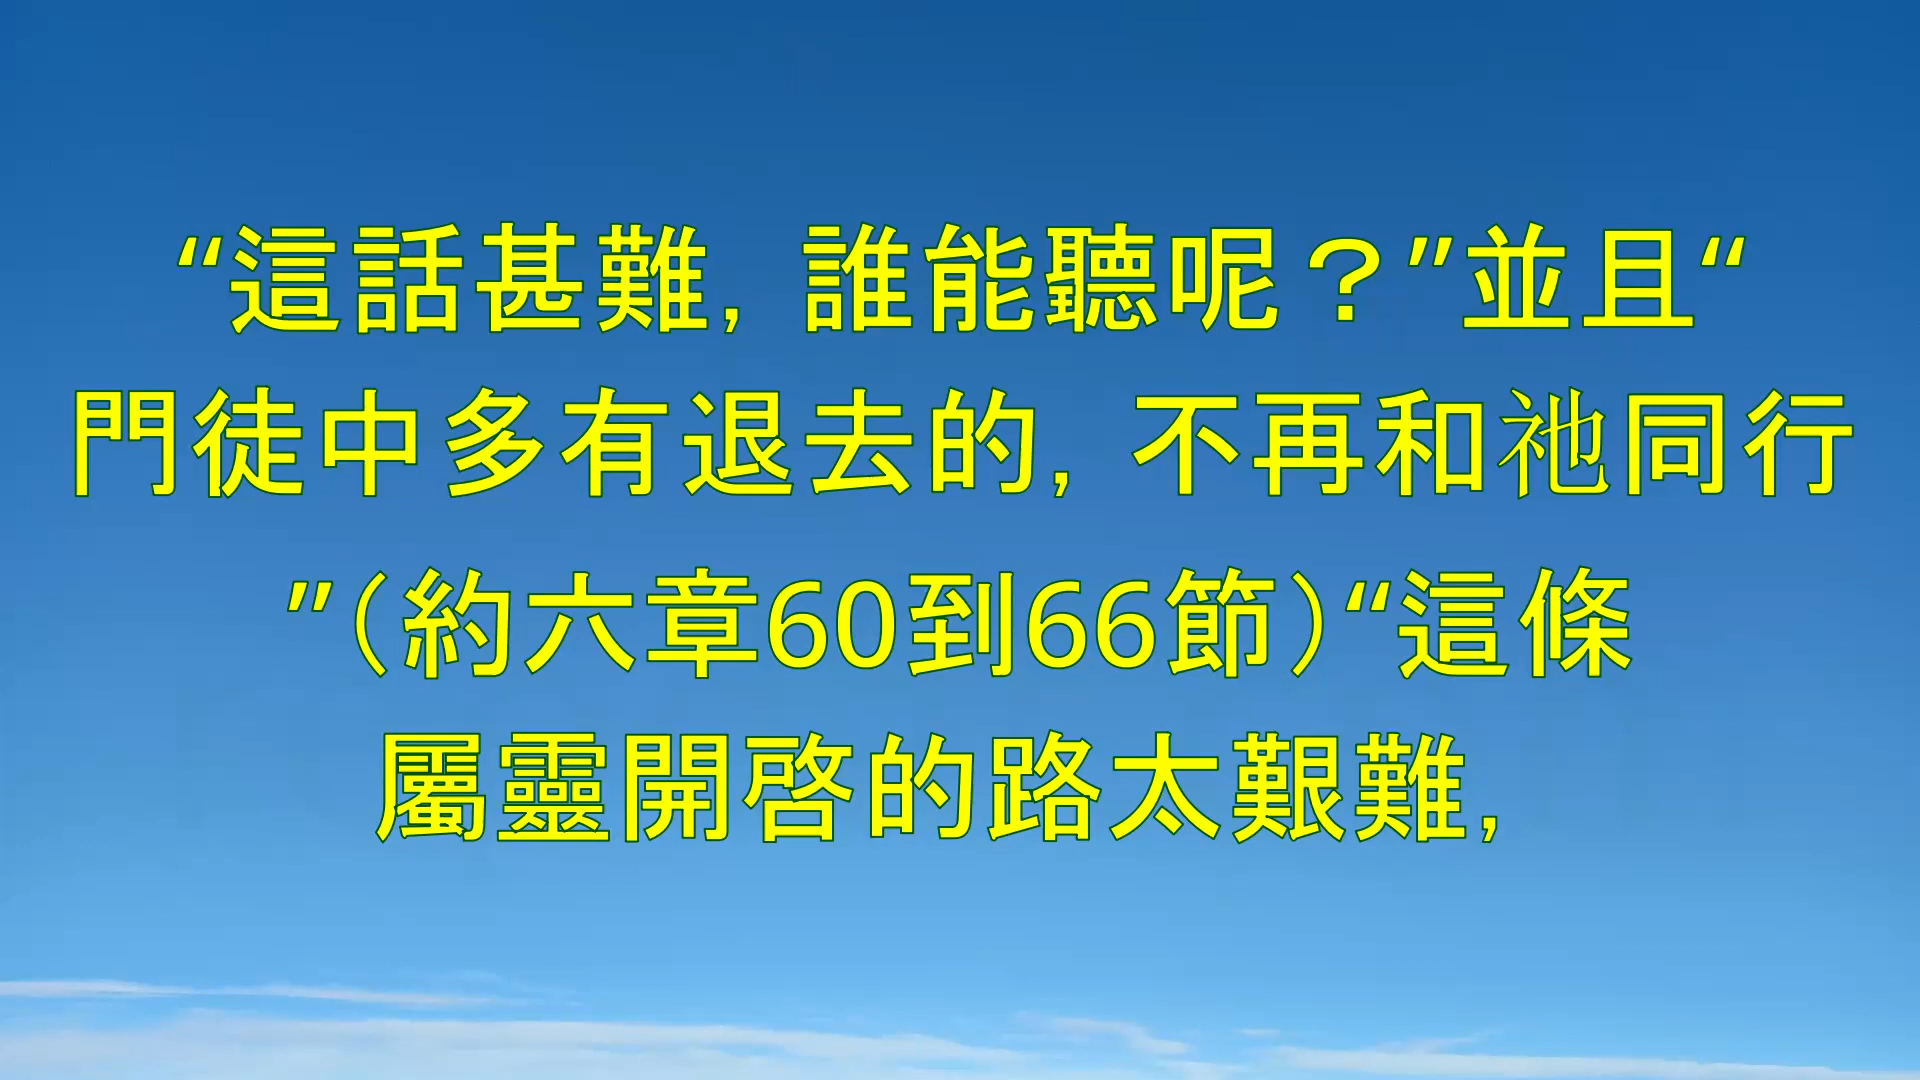 “這話甚難, 誰能聽呢？”並且“
門徒中多有退去的, 不再和祂同行
”(約六章60到66節)“這條
屬靈開啓的路太艱難,